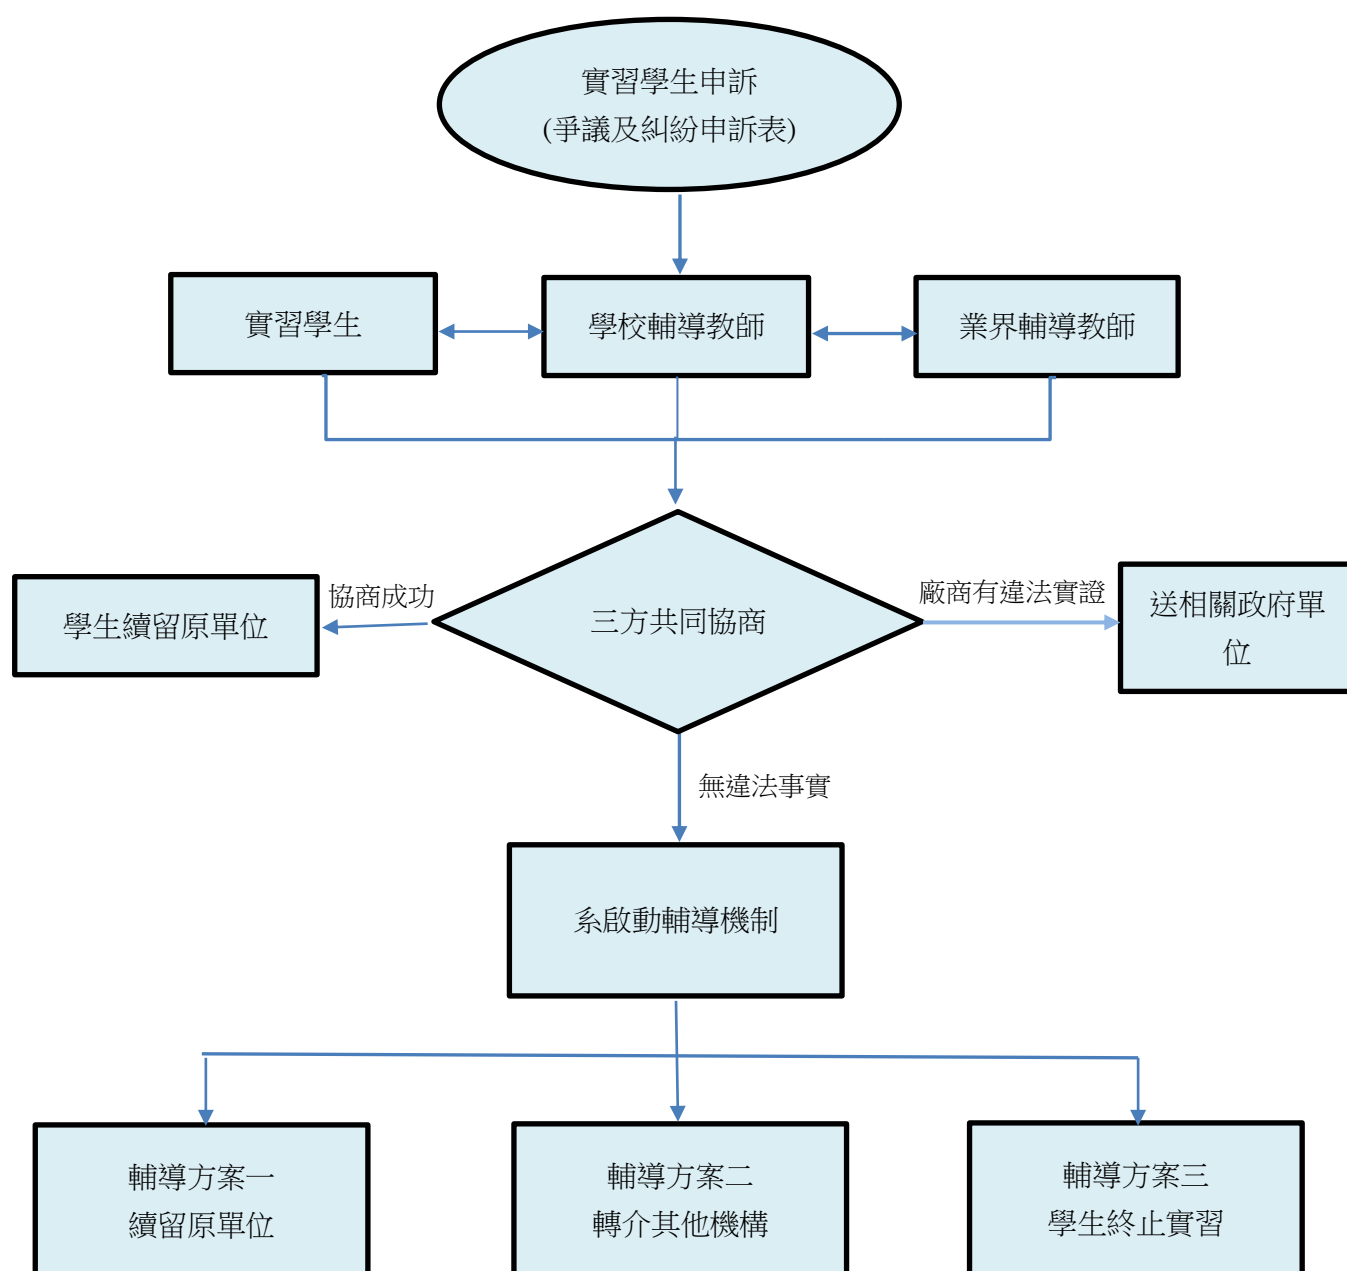 實習學生申訴
(爭議及糾紛申訴表)
實習學生
學校輔導教師
業界輔導教師
協商成功
廠商有違法實證
學生續留原單位
三方共同協商
送相關政府單
位
無違法事實
系啟動輔導機制
輔導方案一
續留原單位
輔導方案二
轉介其他機構
輔導方案三
學生終止實習